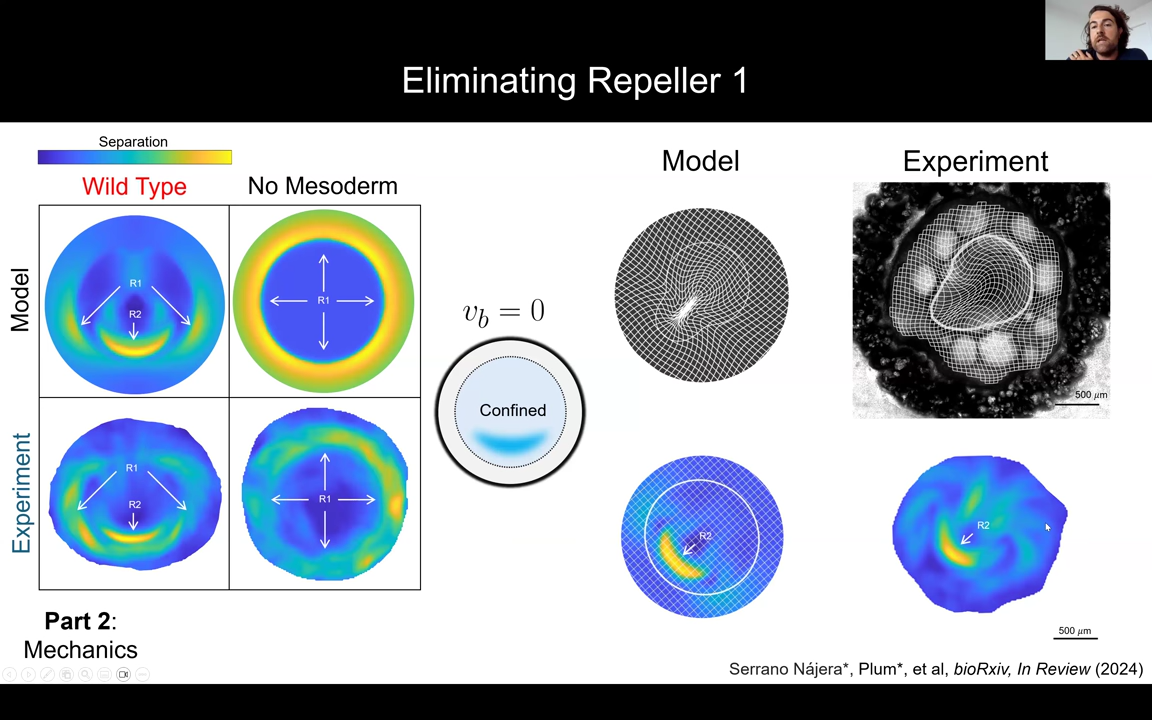 Eliminating Repeller 1
Separation
Wild Type
No Mesoderm
Model
Experiment
R1
R2
R1
R1
R2
R1
v_b = 0
Confined
Model
Experiment
500 μm
R2
R2
500 μm
Part 2:
Mechanics
Serrano Nájera*, Plum*, et al, bioRxiv, In Review (2024)